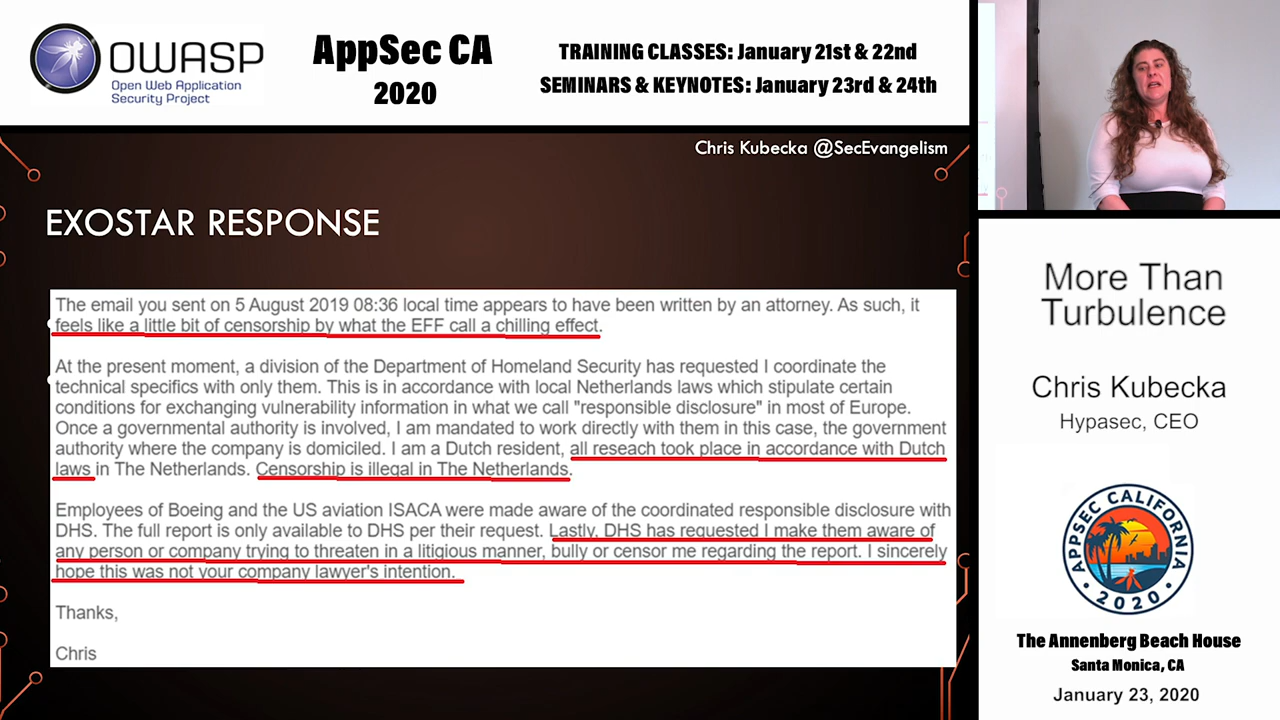 OWASP
Open Web Application
Security Project
AppSec CA
2020
TRAINING CLASSES: January 21st & 22nd
SEMINARS & KEYNOTES: January 23rd & 24th
Chris Kubecka @SecEvangelism
EXOSTAR RESPONSE
The email you sent on 5 August 2019 08:36 local time appears to have been written by an attorney. As such, it
feels like a little bit of censorship by what the EFF call a chilling effect.
At the present moment, a division of the Department of Homeland Security has requested I coordinate the
technical specifics with only them. This is in accordance with local Netherlands laws which stipulate certain
conditions for exchanging vulnerability information in what we call "responsible disclosure" in most of Europe.
Once a governmental authority is involved, I am mandated to work directly with them in this case, the government
authority where the company is domiciled. I am a Dutch resident, all reseach took place in accordance with Dutch
laws in The Netherlands. Censorship is illegal in The Netherlands.
Employees of Boeing and the US aviation ISACA were made aware of the coordinated responsible disclosure with
DHS. The full report is only available to DHS per their request. Lastly, DHS has requested I make them aware of
any person or company trying to threaten in a litigious manner, bully or censor me regarding the report. I sincerely
hope this was not your company lawyer's intention.
Thanks,
Chris
More Than
Turbulence
Chris Kubecka
Hypasec, CEO
APPSEC CALIFORNIA
2020
The Annenberg Beach House
Santa Monica, CA
January 23, 2020